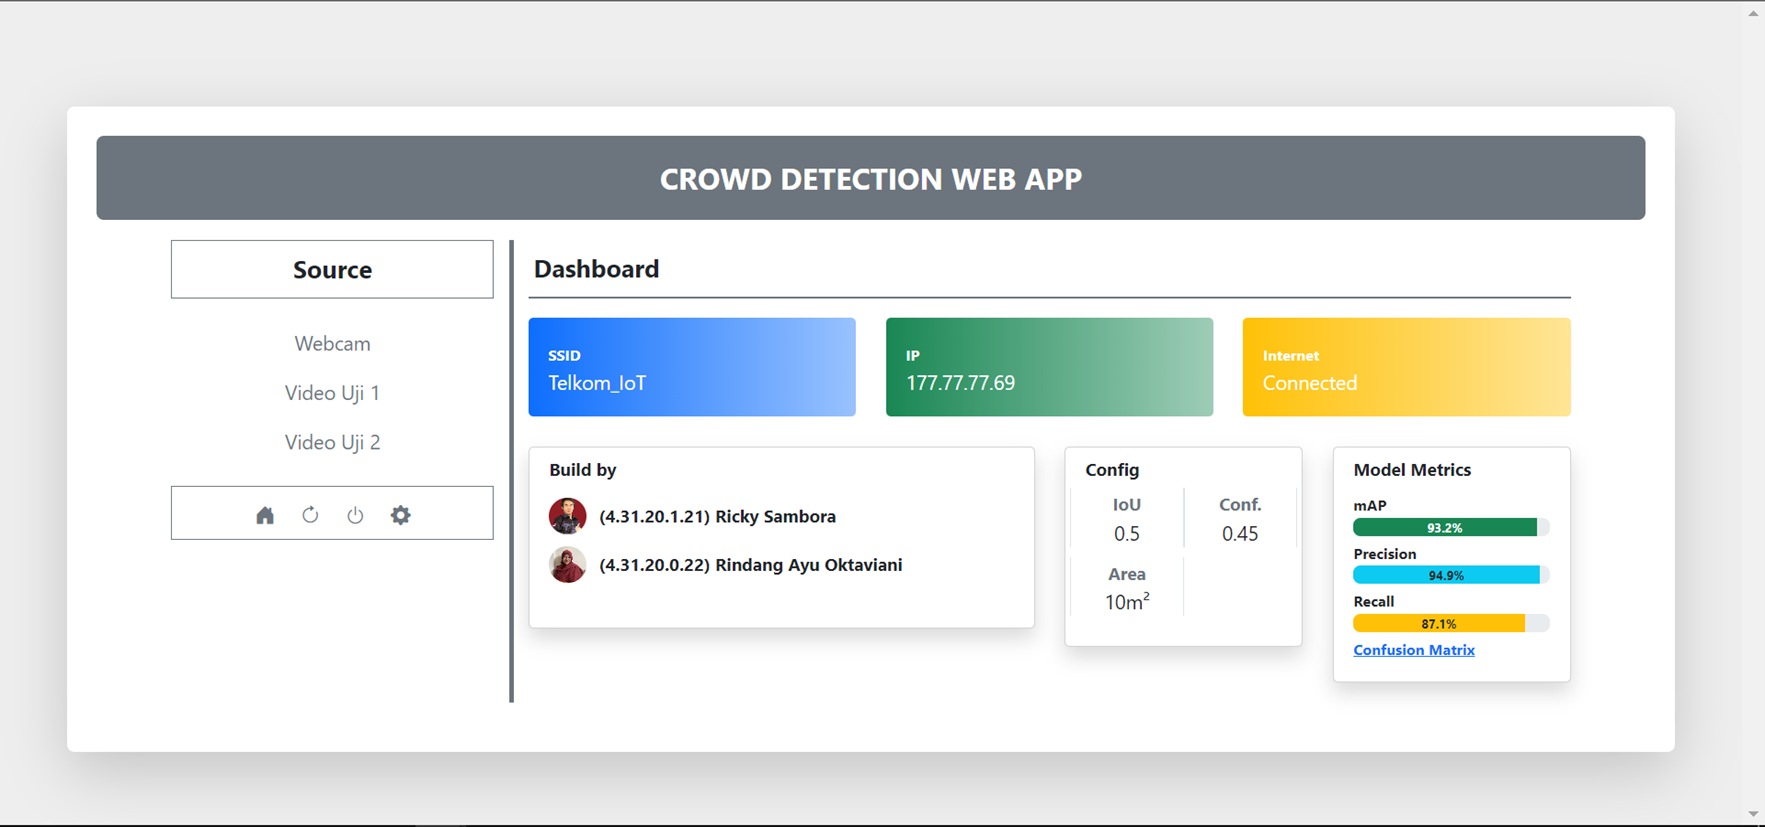 CROWD DETECTION WEB APP
Source
Webcam
Video Uji 1
Video Uji 2
Dashboard
SSID
Telkom_IoT
IP
177.77.77.69
Internet
Connected
Build by
(4.31.20.1.21) Ricky Sambora
(4.31.20.0.22) Rindang Ayu Oktaviani
Config
IoU
0.5
Conf.
0.45
Area
10m²
Model Metrics
mAP
93.2%
Precision
94.9%
Recall
87.1%
Confusion Matrix